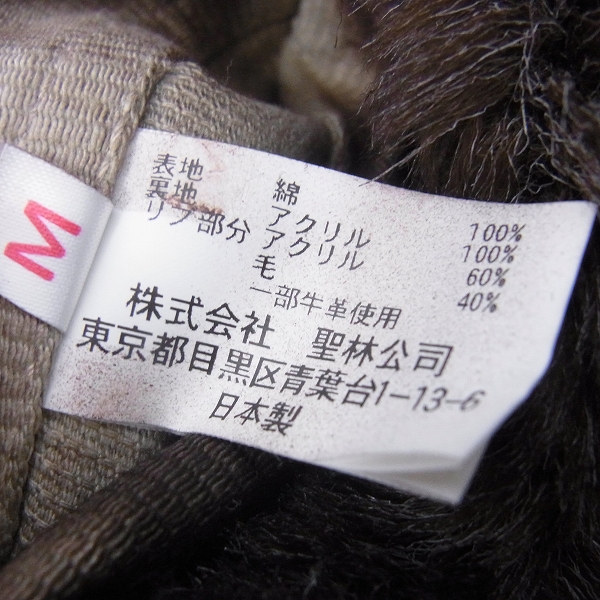 M
表地 綿 100%
裏地 アクリル 100%
リブ部分 アクリル 60%
毛 40%
一部牛革使用
株式会社 聖林公司
東京都目黒区青葉台1-13-6
日本製